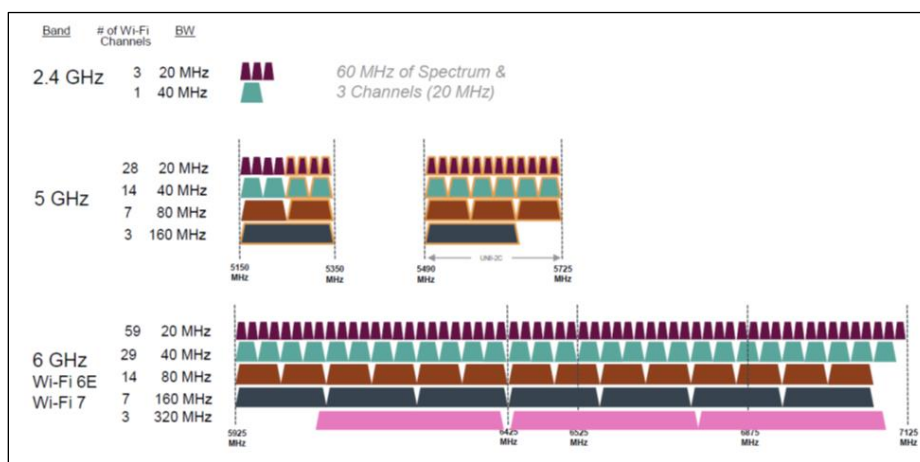 Band # of Wi-Fi Channels BW
2.4 GHz
3 20 MHz
1 40 MHz
60 MHz of Spectrum &
3 Channels (20 MHz)
5 GHz
28 20 MHz
14 40 MHz
7 80 MHz
3 160 MHz
UNII-2C
5150 MHz
5350 MHz
5490 MHz
5725 MHz
6 GHz
Wi-Fi 6E
Wi-Fi 7
59 20 MHz
29 40 MHz
14 80 MHz
7 160 MHz
3 320 MHz
5925 MHz
6425 MHz
6525 MHz
6875 MHz
7125 MHz